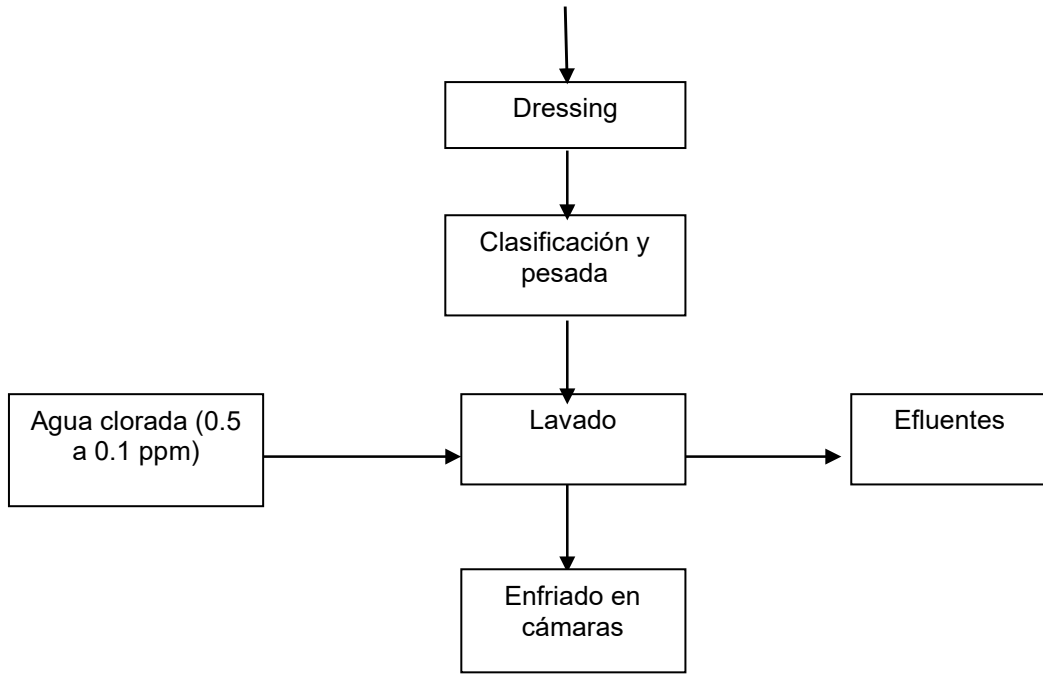 Dressing
Clasificación y
pesada
Agua clorada (0.5
a 0.1 ppm)
Lavado
Efluentes
Enfriado en
cámaras